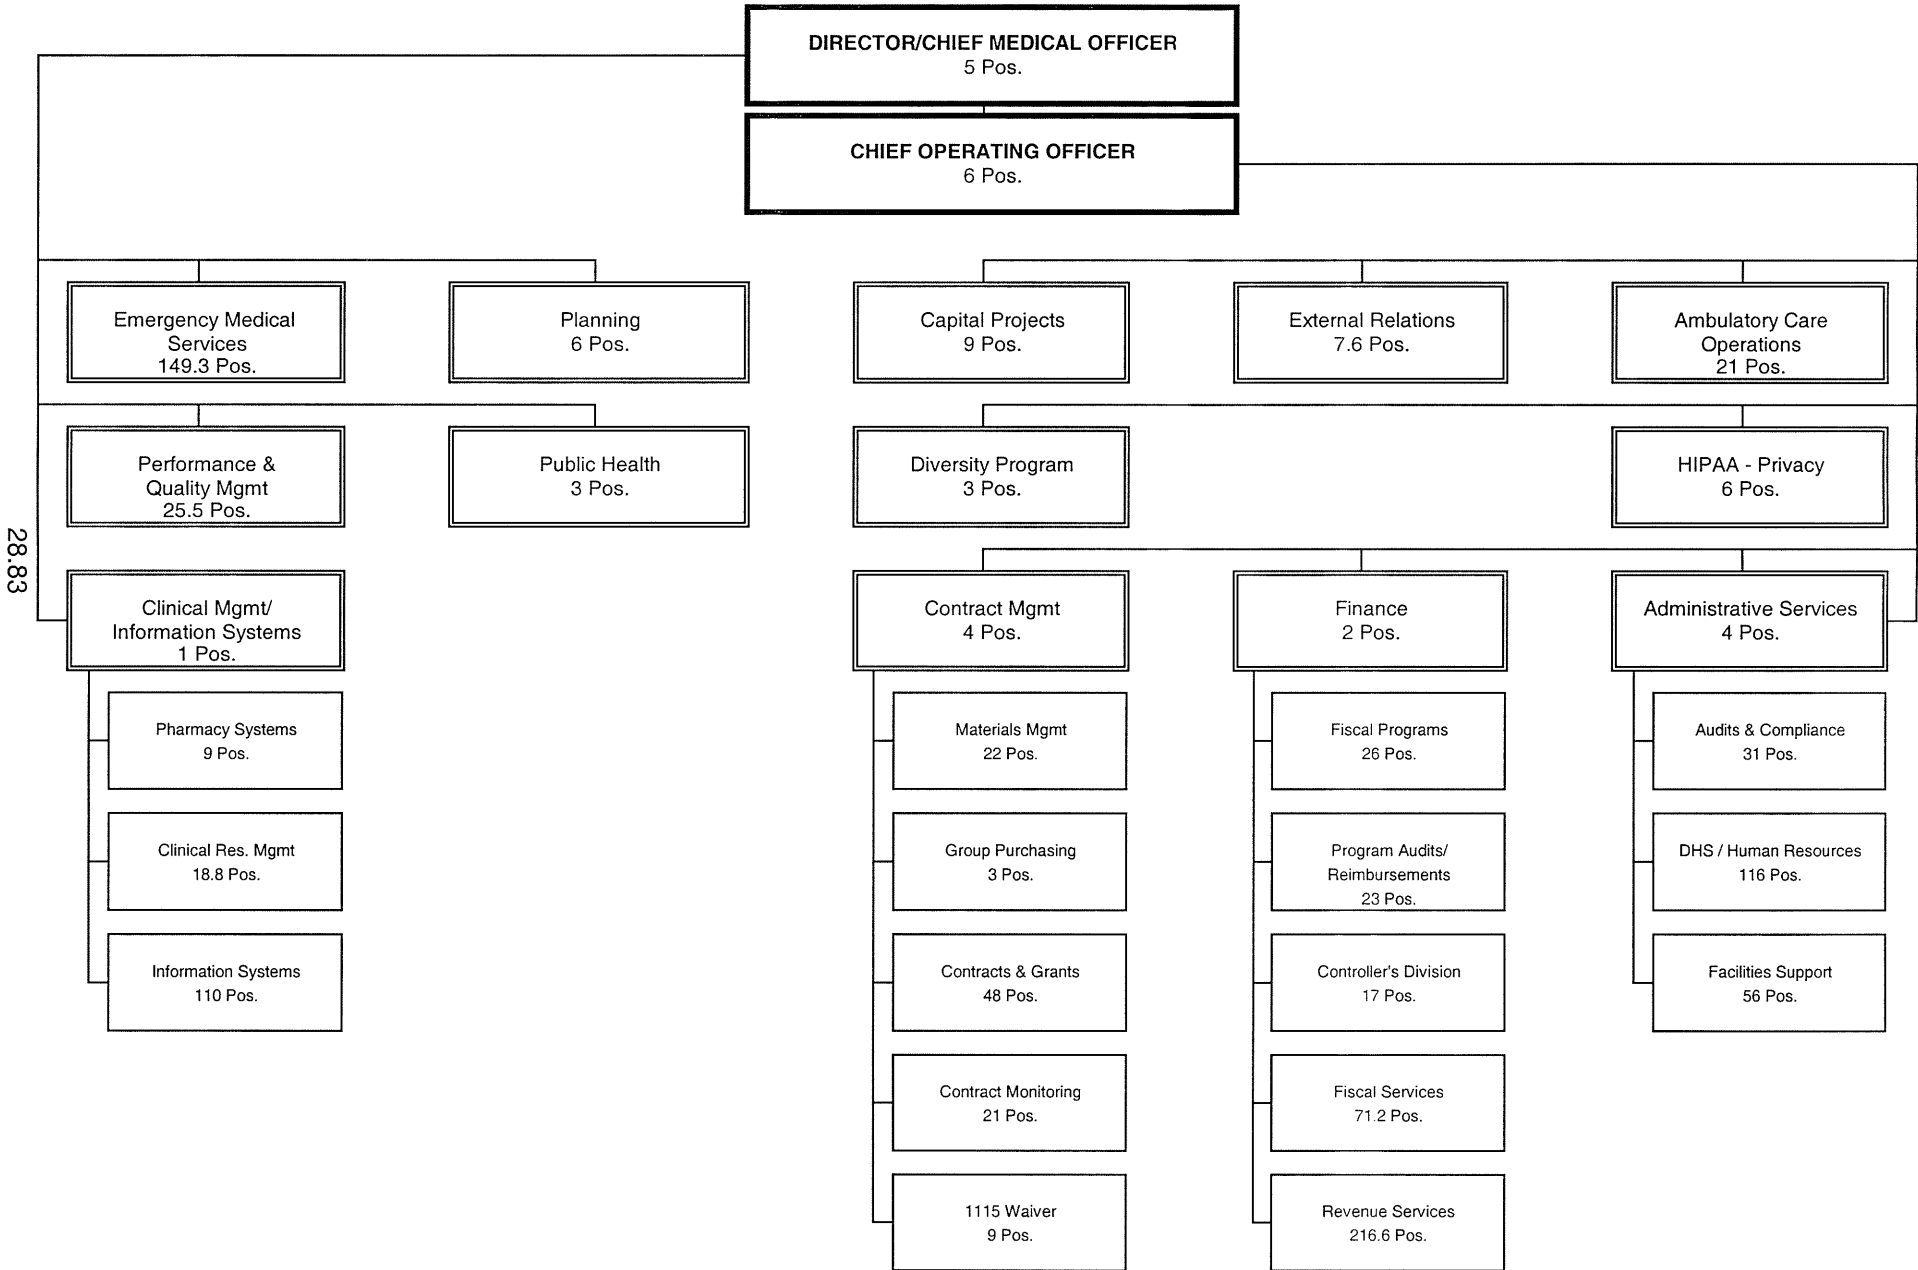 DIRECTOR/CHIEF MEDICAL OFFICER
5 Pos.
CHIEF OPERATING OFFICER
6 Pos.
Emergency Medical
Services
149.3 Pos.
Planning
6 Pos.
Capital Projects
9 Pos.
External Relations
7.6 Pos.
Ambulatory Care
Operations
21 Pos.
Performance &
Quality Mgmt
25.5 Pos.
Public Health
3 Pos.
Diversity Program
3 Pos.
HIPAA - Privacy
6 Pos.
28.83
Clinical Mgmt/
Information Systems
1 Pos.
Contract Mgmt
4 Pos.
Finance
2 Pos.
Administrative Services
4 Pos.
Pharmacy Systems
9 Pos.
Clinical Res. Mgmt
18.8 Pos.
Information Systems
110 Pos.
Materials Mgmt
22 Pos.
Group Purchasing
3 Pos.
Contracts & Grants
48 Pos.
Contract Monitoring
21 Pos.
1115 Waiver
9 Pos.
Fiscal Programs
26 Pos.
Program Audits/
Reimbursements
23 Pos.
Controller's Division
17 Pos.
Fiscal Services
71.2 Pos.
Revenue Services
216.6 Pos.
Audits & Compliance
31 Pos.
DHS / Human Resources
116 Pos.
Facilities Support
56 Pos.